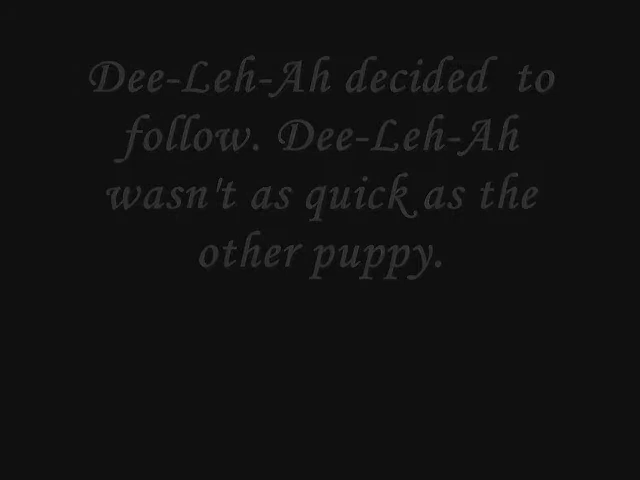 Dee-Leh-Ah decided  to
follow. Dee-Leh-Ah
wasn't as quick as the
other puppy.